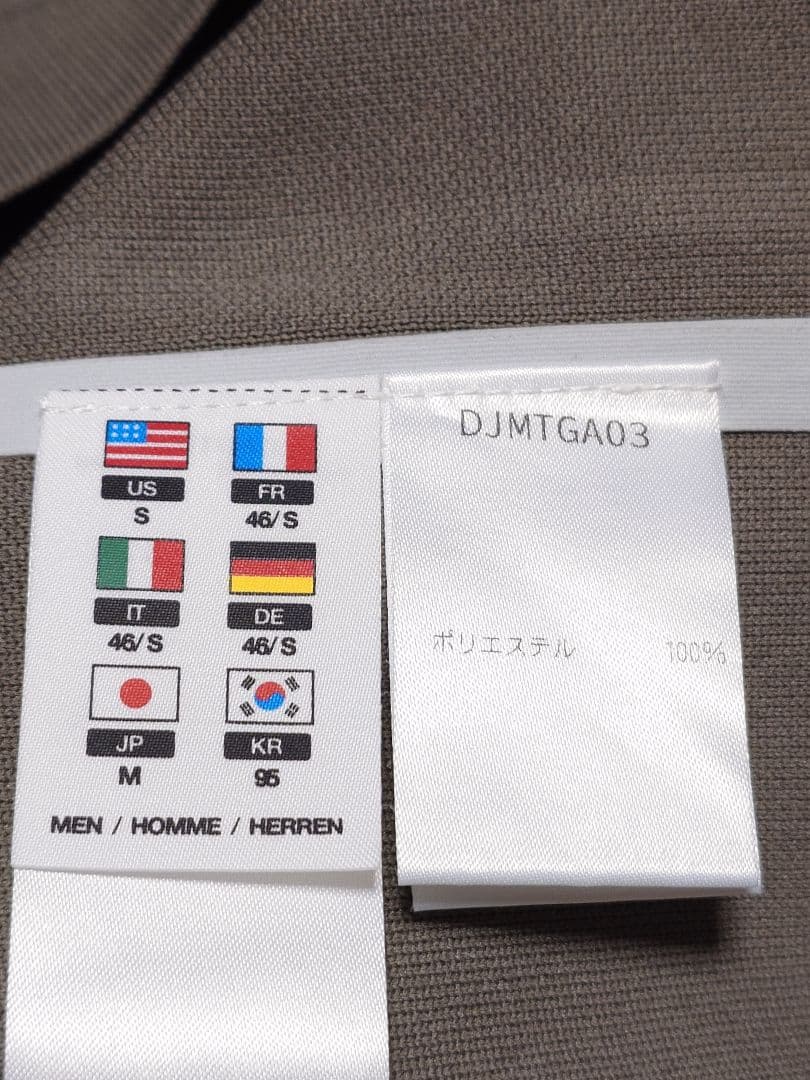 US FR
S 46/S
IT DE
46/S 46/S
JP KR
M 95
MEN / HOMME / HERREN
DJMTGA03
ポリエステル 100%